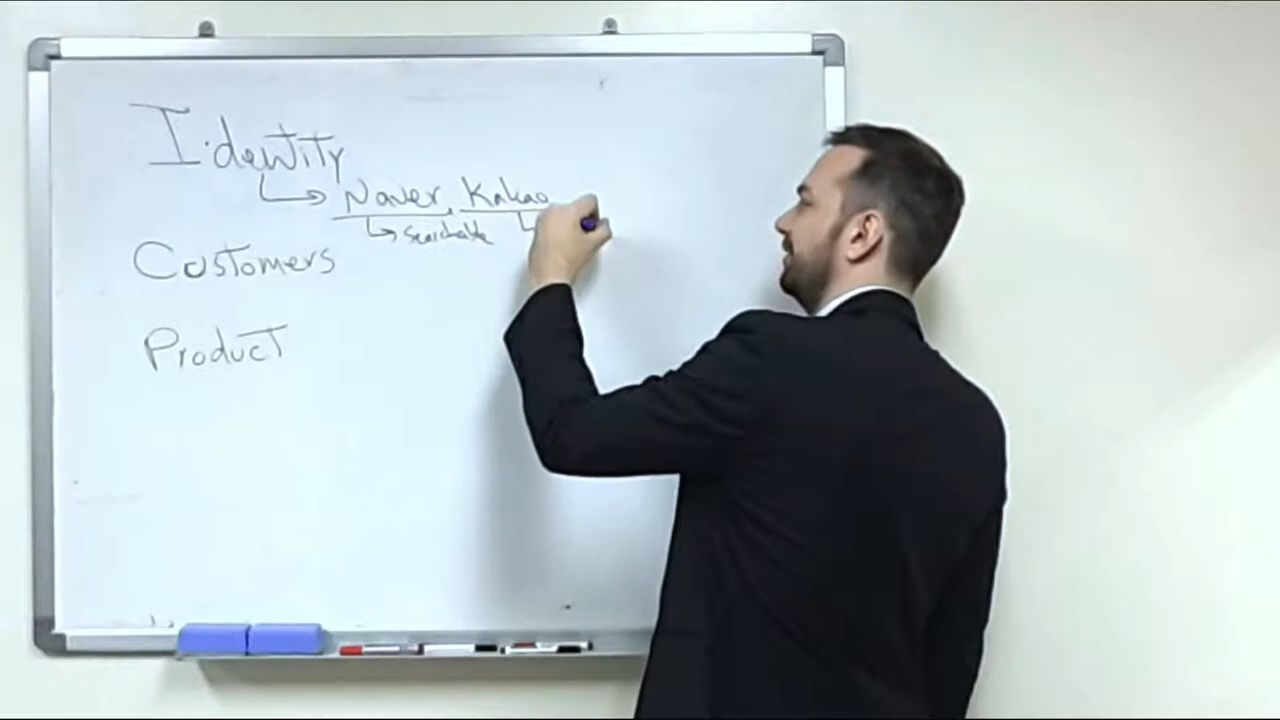 Identity
↳ Naver, Kakao
↳ Searchable ↳
Customers
Product